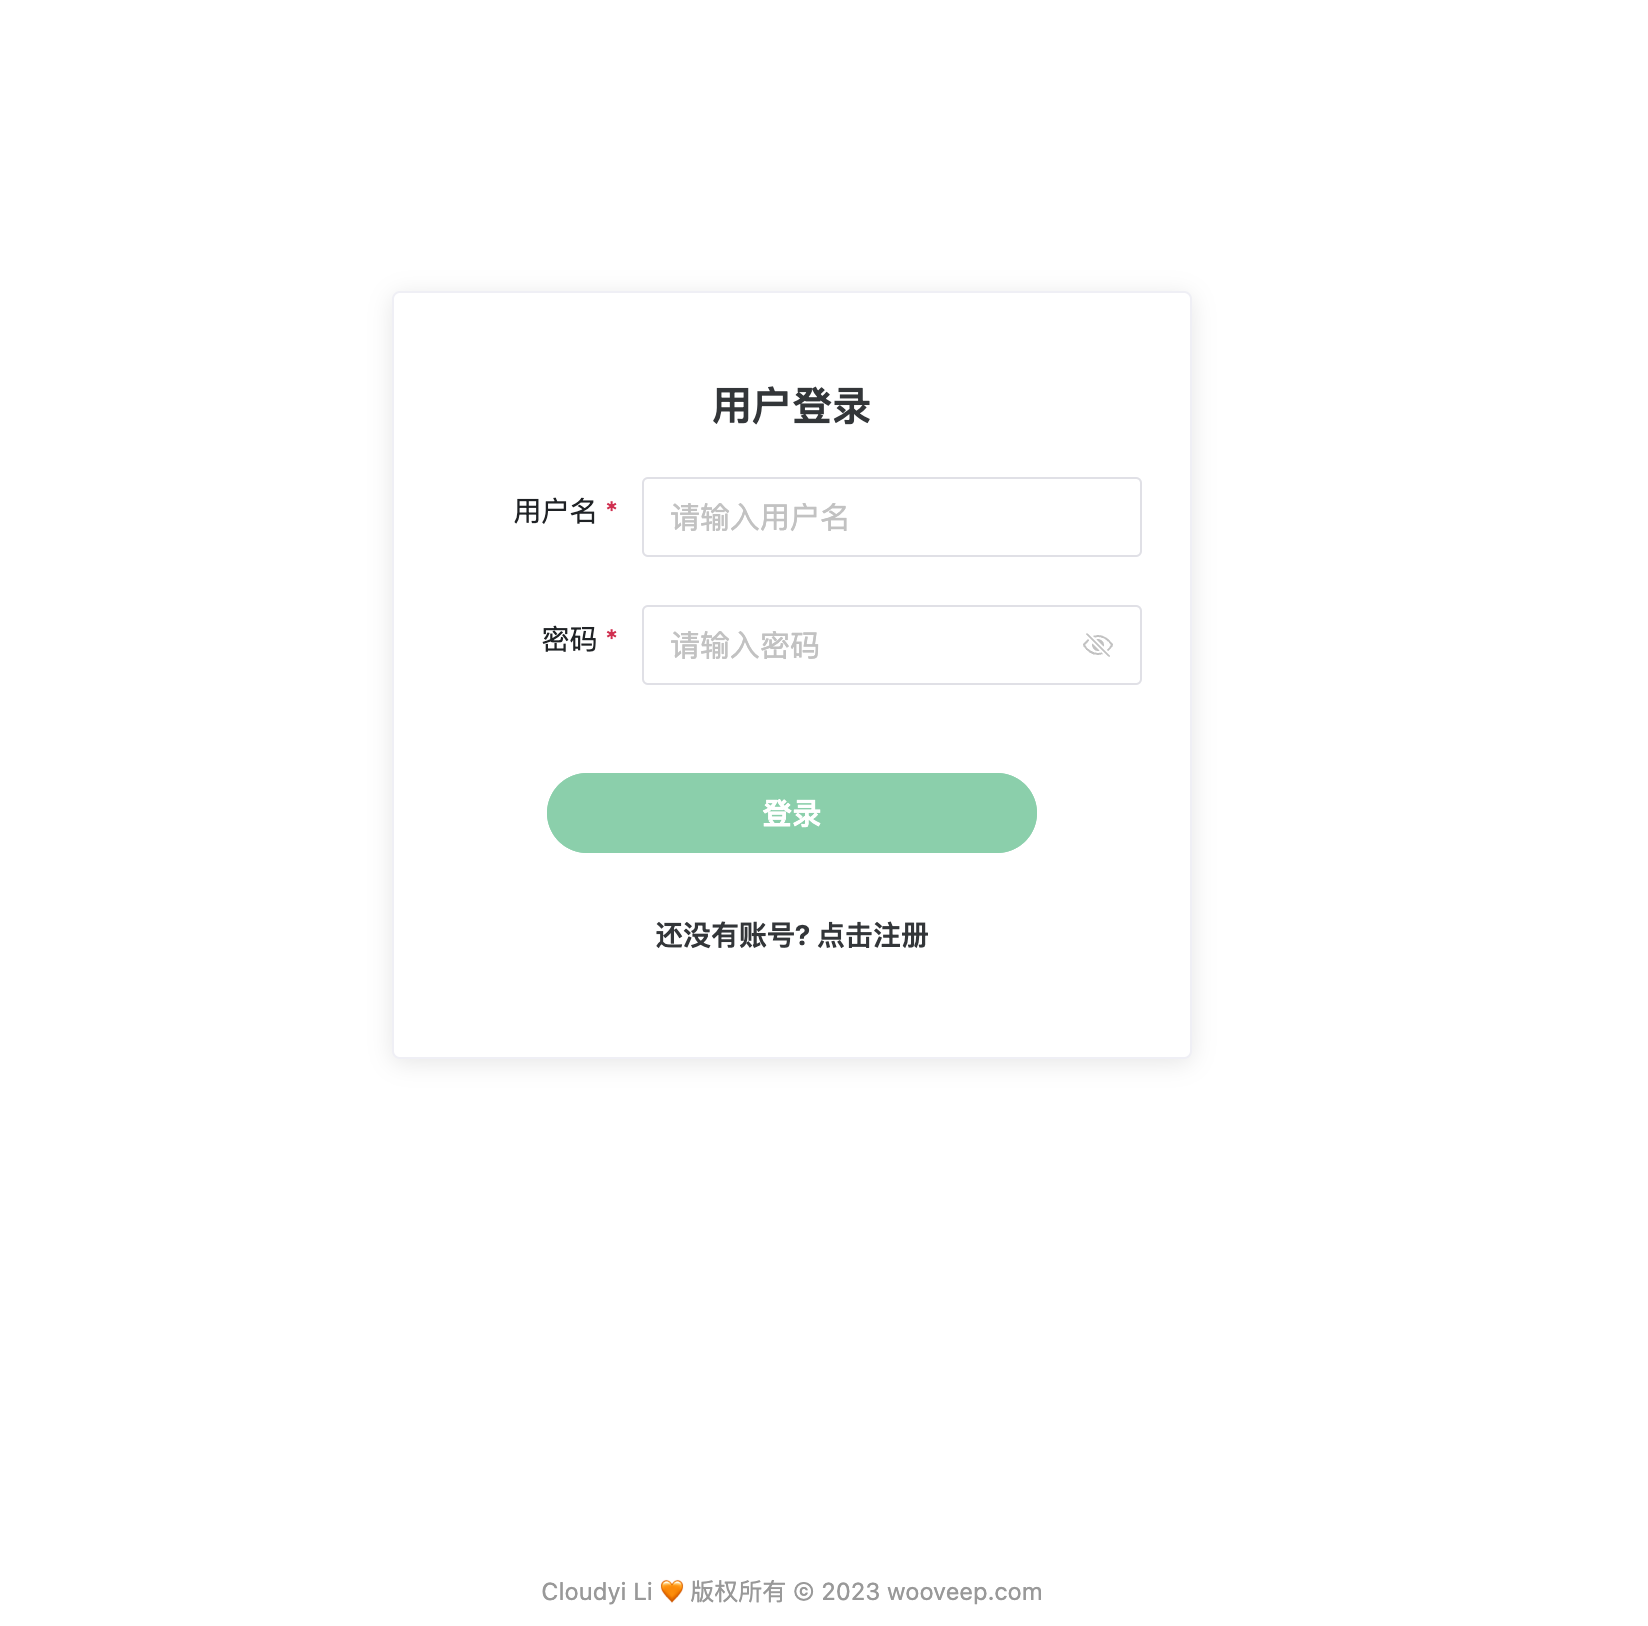 用户登录
用户名 *
请输入用户名
密码 *
请输入密码
登录
还没有账号? 点击注册
Cloudyi Li 🧡 版权所有 © 2023 wooveep.com